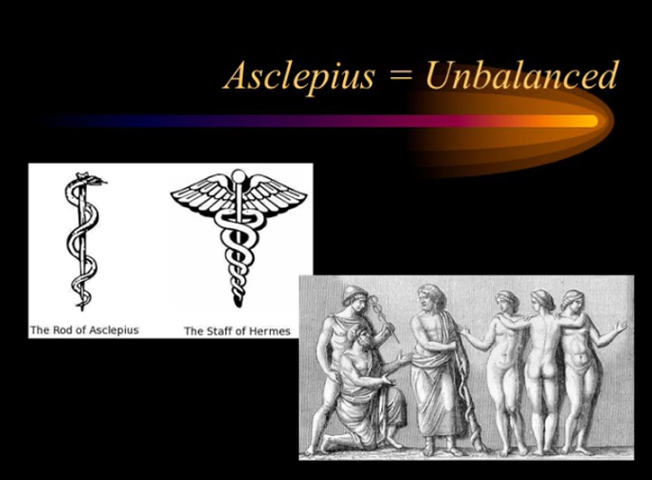 Asclepius = Unbalanced
The Rod of Asclepius
The Staff of Hermes